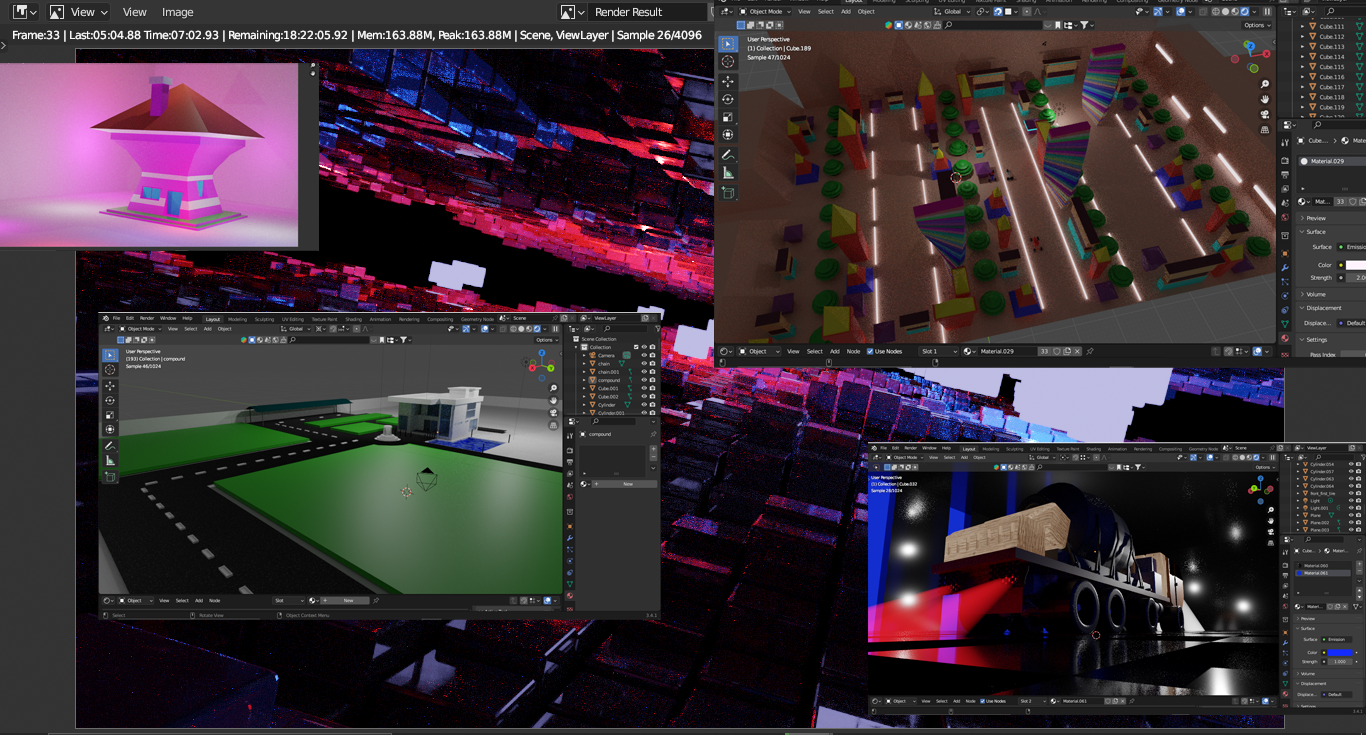 View
View
Image
Render Result
Frame:33 | Last:05:04.88 Time:07:02.93 | Remaining:18:22:05.92 | Mem:163.88M, Peak:163.88M | Scene, ViewLayer | Sample 26/4096
Object Mode
View
Select
Add
Object
Global
Options
User Perspective
(1) Collection | Cube.189
Sample 47/1024
Cube.111
Cube.112
Cube.113
Cube.114
Cube.115
Cube.116
Cube.117
Cube.118
Cube.119
Cube...
Mate
Material.029
Mat...
33
Preview
Surface
Surface
Emissio
Color
Strength
2.0
Volume
Displacement
Displace...
Default
Settings
Pass Index
Object
View
Select
Add
Node
Use Nodes
Slot 1
Material.029
33
File
Edit
Render
Window
Help
Layout
Modeling
Sculpting
UV Editing
Texture Paint
Shading
Animation
Rendering
Compositing
Geometry Node
Scene
ViewLayer
Object Mode
View
Select
Add
Object
Global
Options
User Perspective
(193) Collection | compound
Sample 46/1024
Scene Collection
Collection
Camera
chain
chain.001
compound
Cube.001
Cube.002
Cylinder
Cylinder.001
compound
New
Object
View
Select
Add
Node
Slot
New
Select
Rotate View
Object Context Menu
3.4.1
File
Edit
Render
Window
Help
Layout
Modeling
Sculpting
UV Editing
Texture Paint
Shading
Animation
Rendering
Compositing
Geometry Node
Scene
ViewLayer
Object Mode
View
Select
Add
Object
Global
Options
User Perspective
(1) Collection | Cube.032
Sample 20/1024
Cylinder.056
Cylinder.057
Cylinder.063
Cylinder.064
Light
Light.001
Plane
Plane.002
Plane.003
Cube...
Materi...
Material.060
Material.061
Mater...
Preview
Surface
Surface
Emission
Color
Strength
1.000
Volume
Displacement
Displace...
Default
Object
View
Select
Add
Node
Use Nodes
Slot 2
Material.061
3.4.1